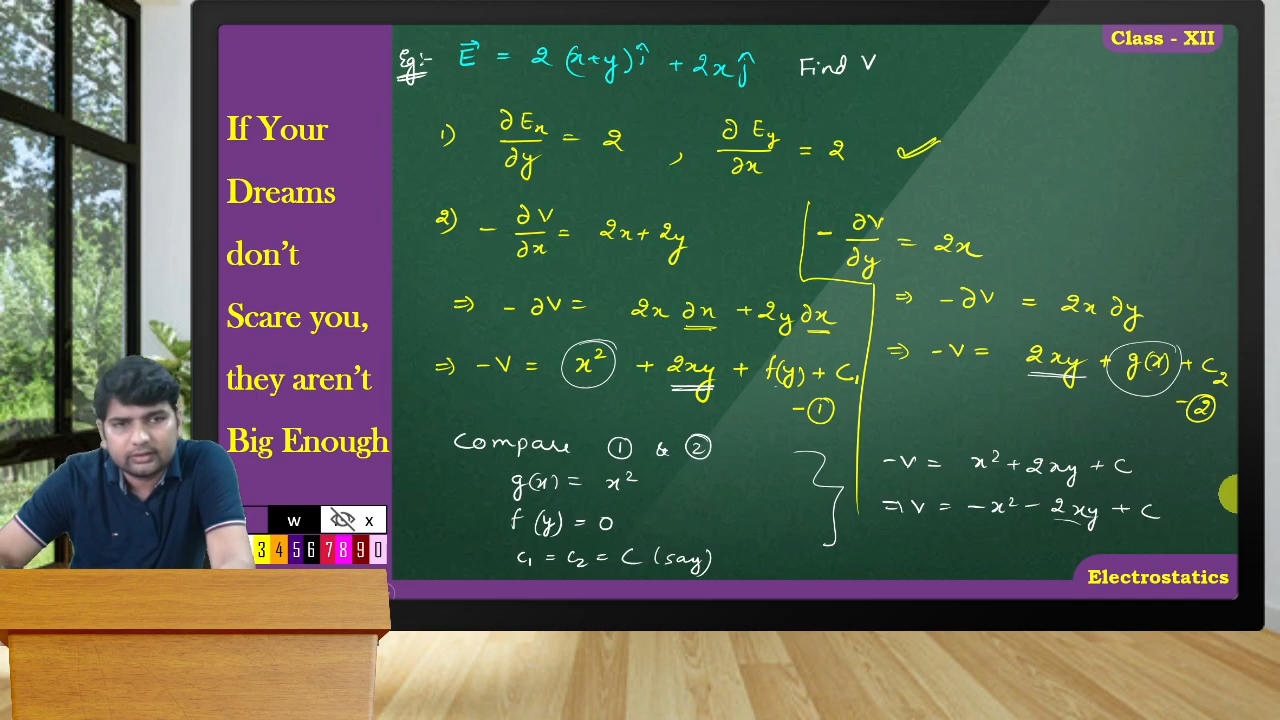 Class - XII
If Your
Dreams
don't
Scare you,
they aren't
Big Enough
Eg:- E⃗ = 2 (x+y) î + 2x ĵ Find V
1) ∂Ex/∂y = 2 , ∂Ey/∂x = 2 ✓
2) - ∂V/∂x = 2x + 2y
⇒ - ∂V = 2x ∂x + 2y ∂x
⇒ -V = x² + 2xy + f(y) + C₁
- ①
- ∂V/∂y = 2x
⇒ - ∂V = 2x ∂y
⇒ -V = 2xy + g(x) + C₂
- ②
Compare ① & ②
g(x) = x²
f(y) = 0
C₁ = C₂ = C (say)
-V = x² + 2xy + C
⇒ V = -x² - 2xy + C
w x
3 4 5 6 7 8 9 0
Electrostatics